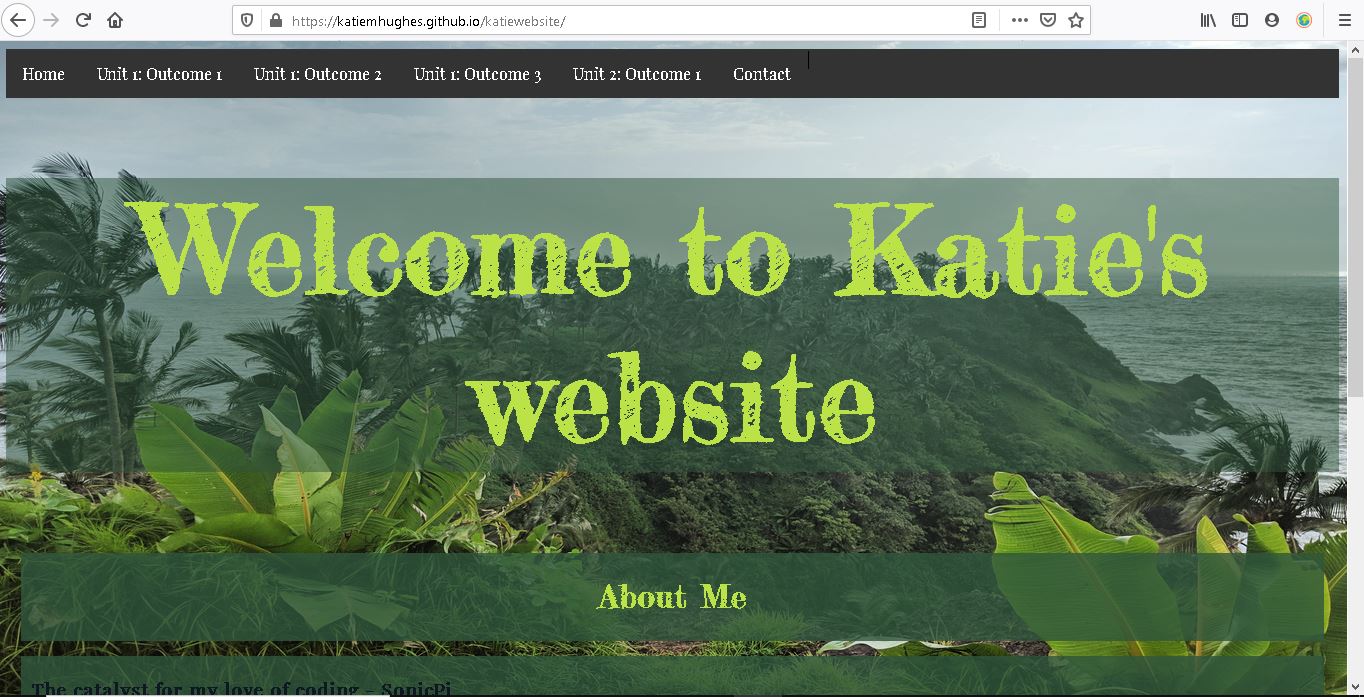 https://katiemhughes.github.io/katiewebsite/
Home Unit 1: Outcome 1 Unit 1: Outcome 2 Unit 1: Outcome 3 Unit 2: Outcome 1 Contact
Welcome to Katie's
website
About Me
The catalyst for my love of coding - SonicPi